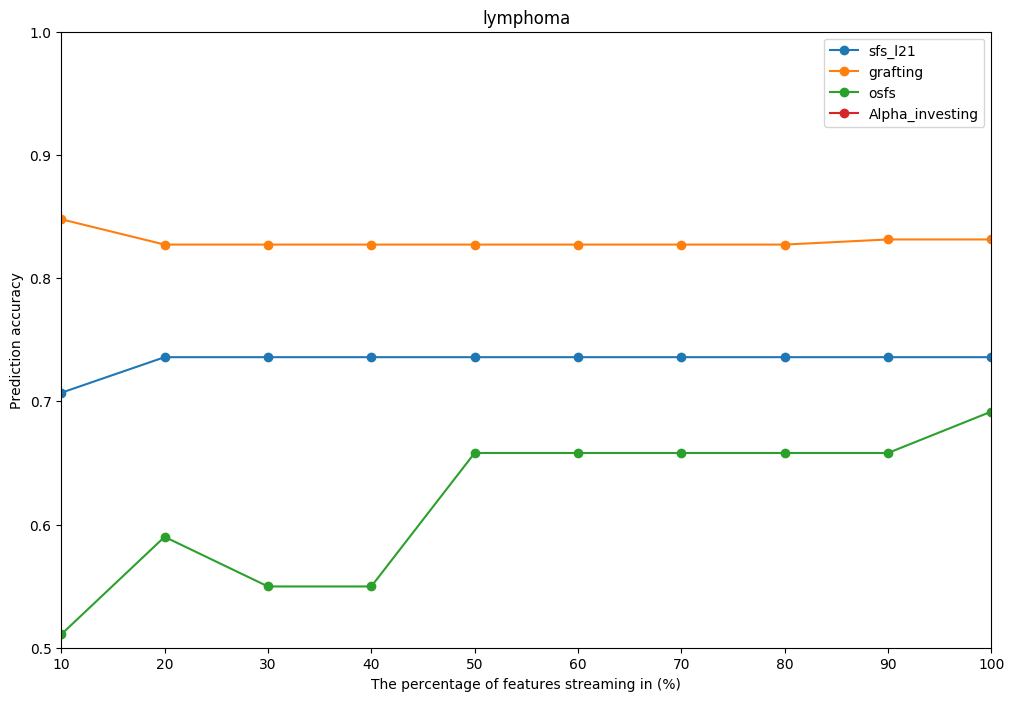 lymphoma
1.0
0.9
0.8
0.7
0.6
0.5
Prediction accuracy
sfs_l21
grafting
osfs
Alpha_investing
10 20 30 40 50 60 70 80 90 100
The percentage of features streaming in (%)